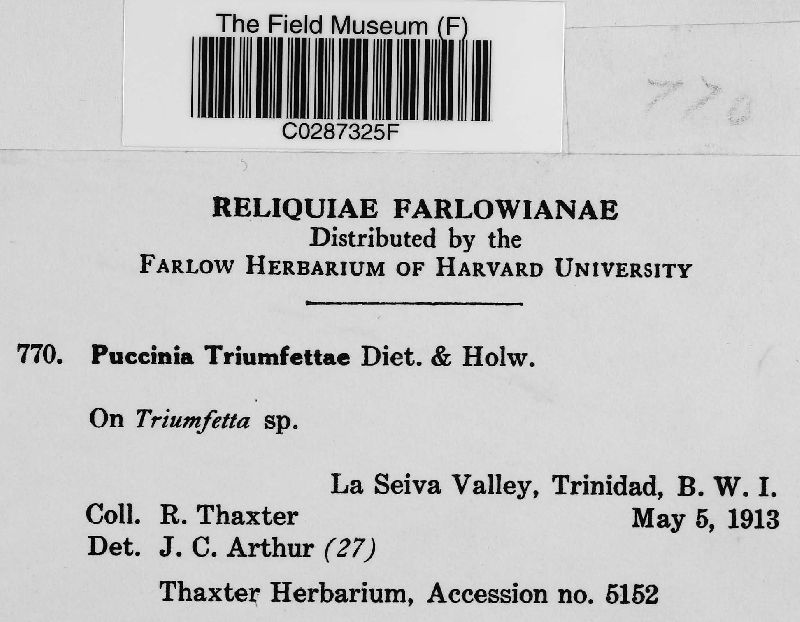 The Field Museum (F)
C0287325F
770
RELIQUIAE FARLOWIANAE
Distributed by the
FARLOW HERBARIUM OF HARVARD UNIVERSITY
770. Puccinia Triumfettae Diet. & Holw.
On Triumfetta sp.
La Seiva Valley, Trinidad, B. W. I.
Coll. R. Thaxter May 5, 1913
Det. J. C. Arthur (27)
Thaxter Herbarium, Accession no. 5152